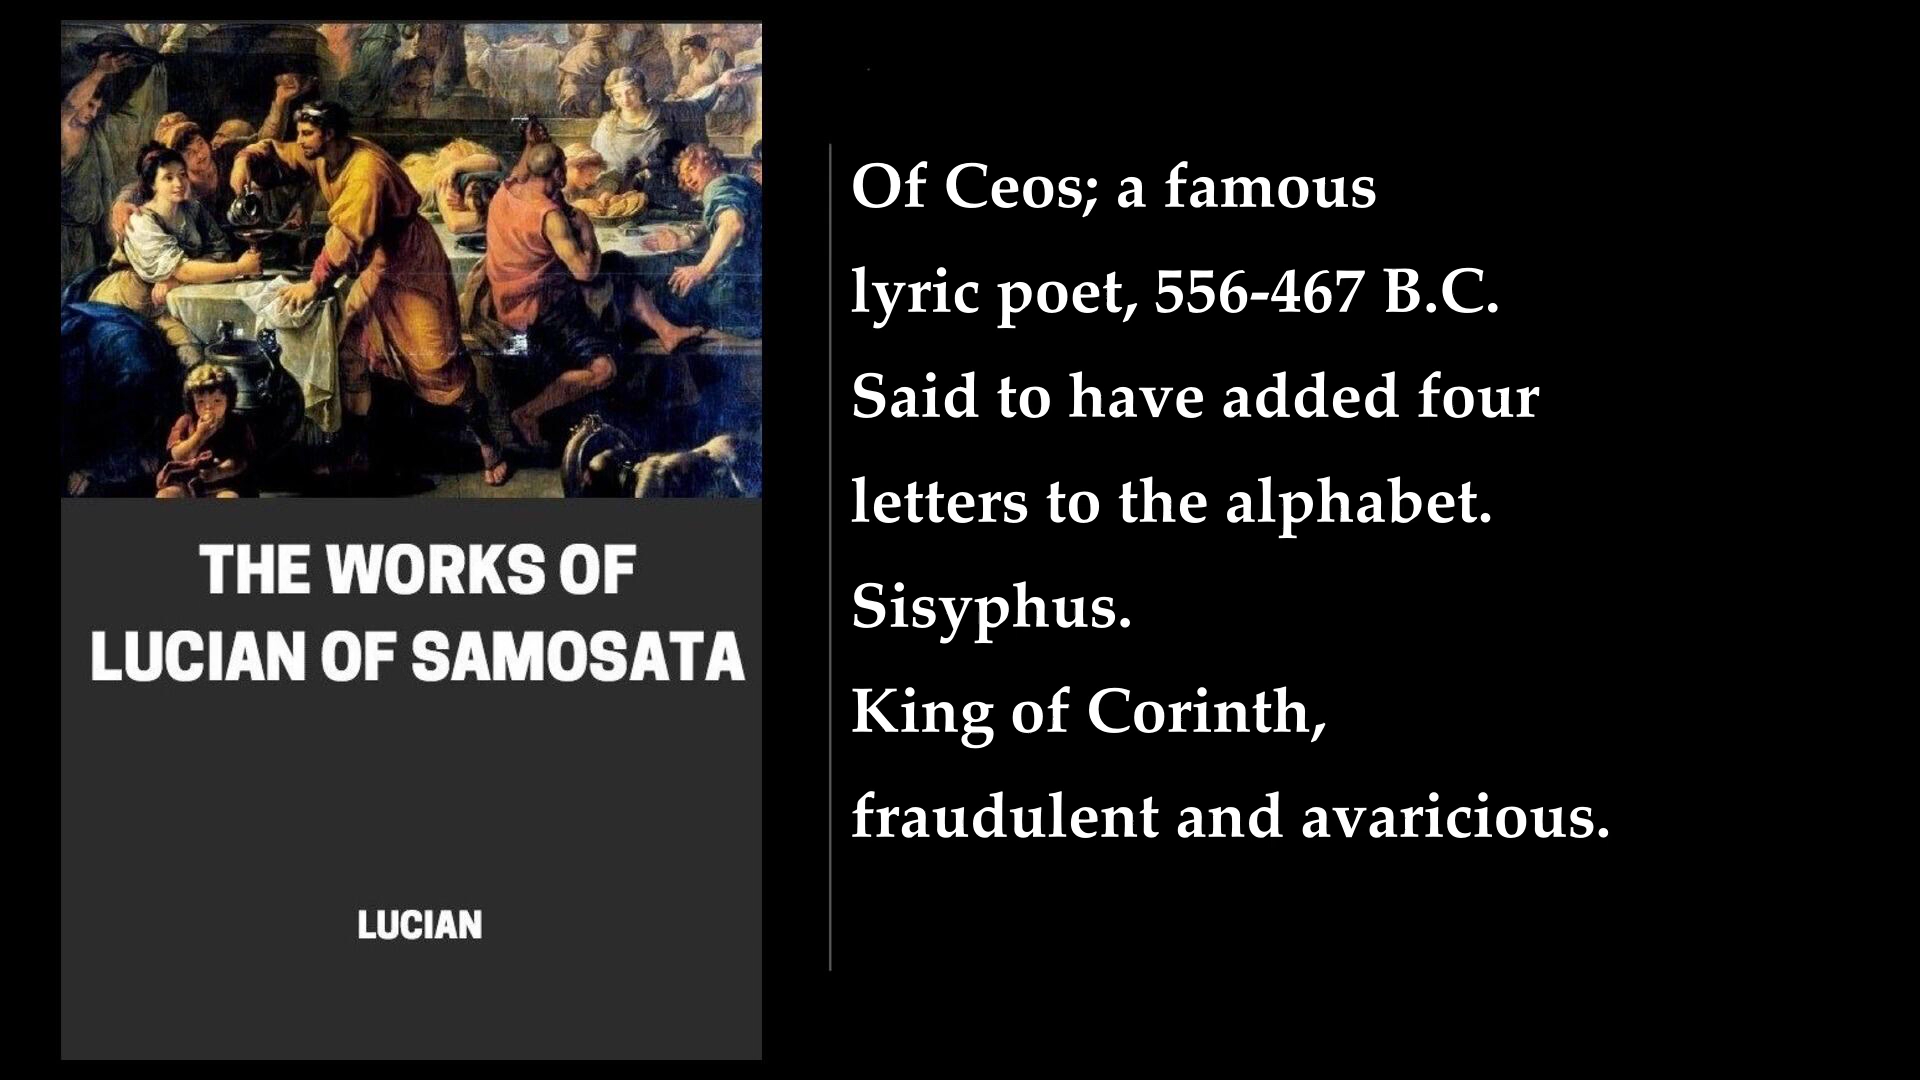 THE WORKS OF
LUCIAN OF SAMOSATA
LUCIAN
Of Ceos; a famous
lyric poet, 556-467 B.C.
Said to have added four
letters to the alphabet.
Sisyphus.
King of Corinth,
fraudulent and avaricious.